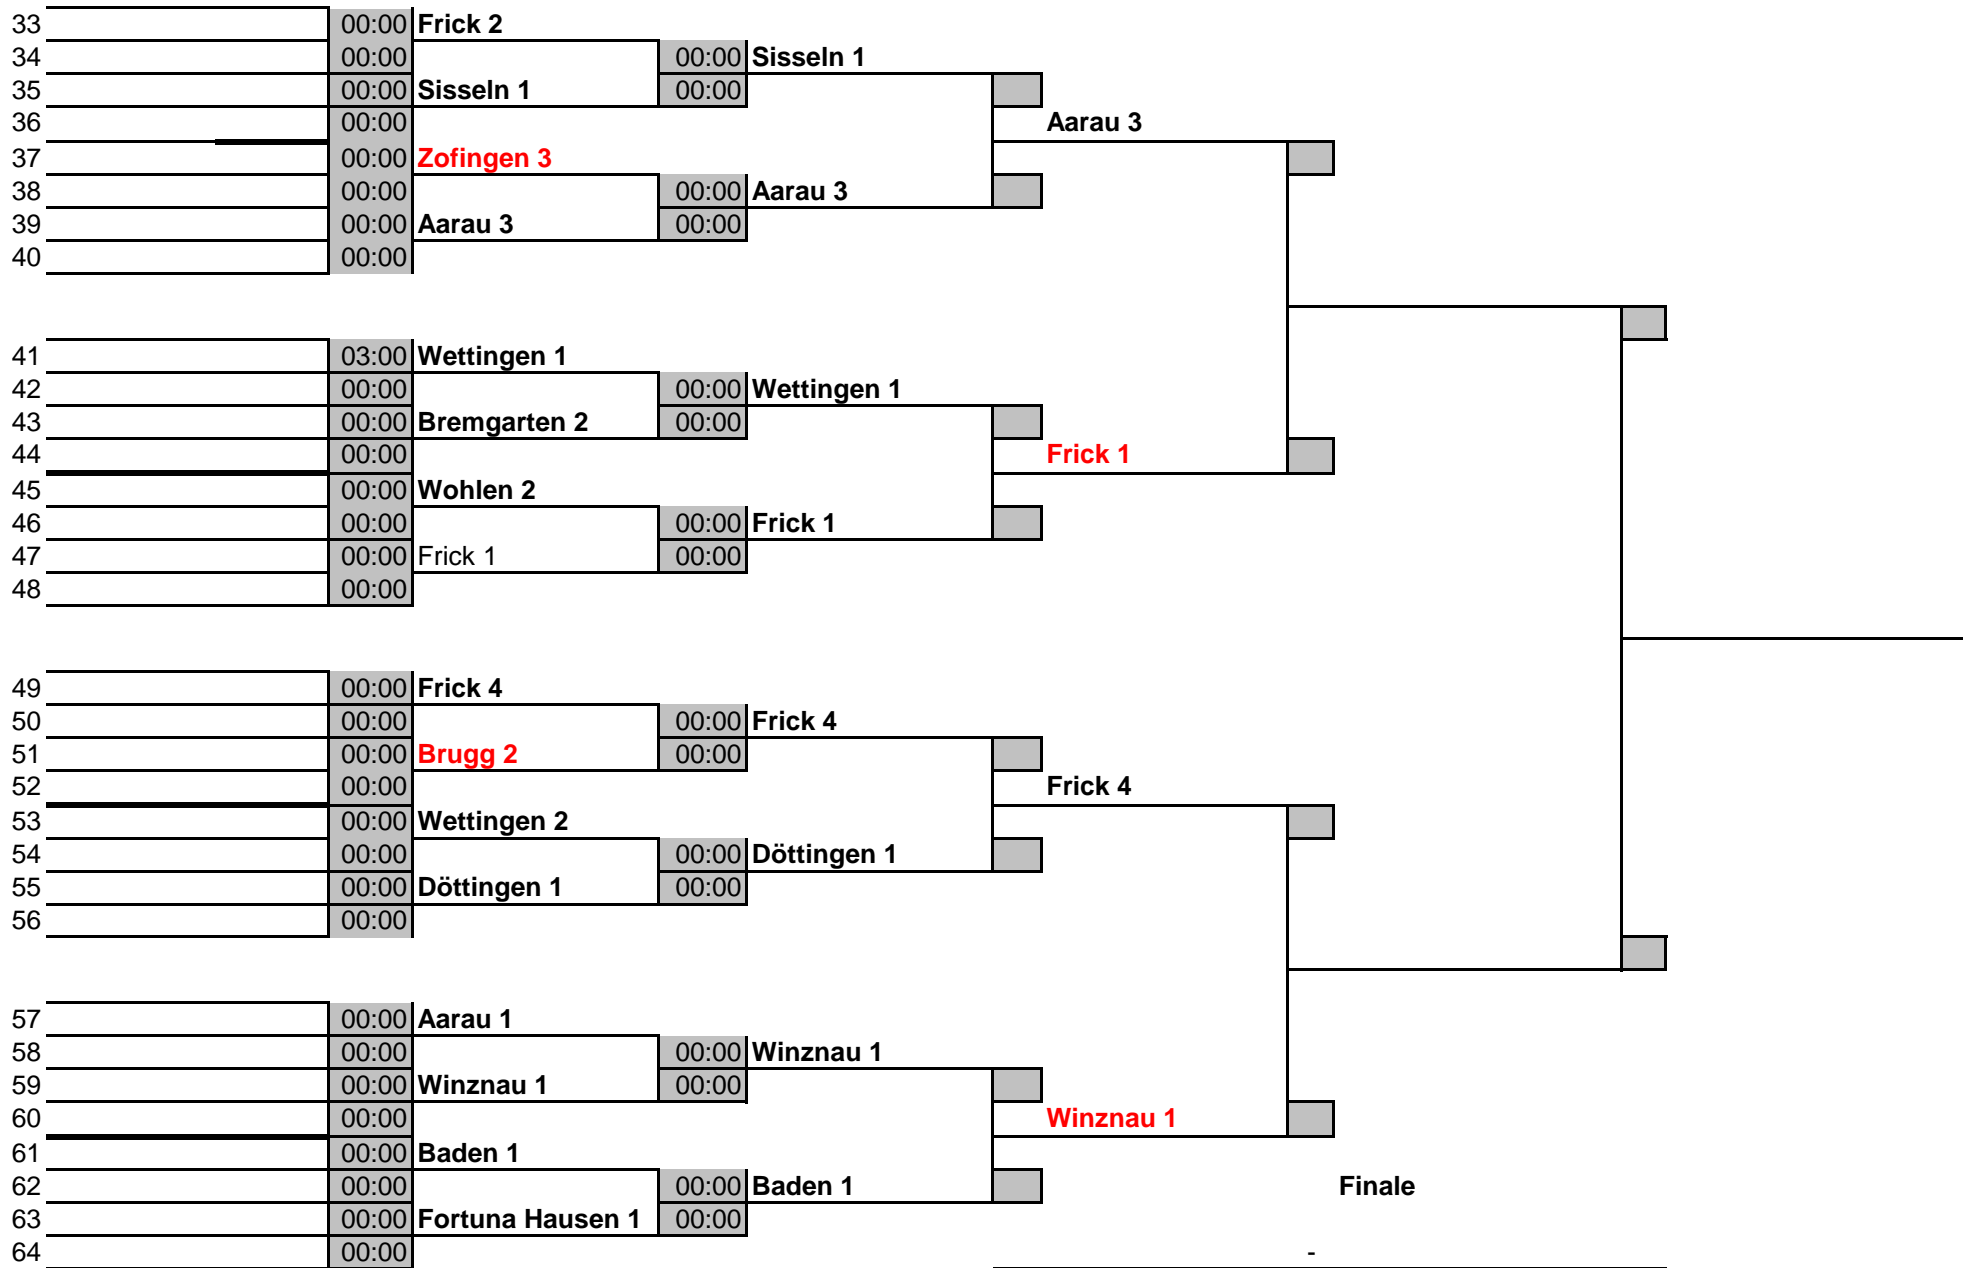 33 00:00 Frick 2
34 00:00 00:00 Sisseln 1
35 00:00 Sisseln 1 00:00
36 00:00 Aarau 3
37 00:00 Zofingen 3
38 00:00 00:00 Aarau 3
39 00:00 Aarau 3 00:00
40 00:00
41 03:00 Wettingen 1
42 00:00 00:00 Wettingen 1
43 00:00 Bremgarten 2 00:00
44 00:00 Frick 1
45 00:00 Wohlen 2
46 00:00 00:00 Frick 1
47 00:00 Frick 1 00:00
48 00:00
49 00:00 Frick 4
50 00:00 00:00 Frick 4
51 00:00 Brugg 2 00:00
52 00:00 Frick 4
53 00:00 Wettingen 2
54 00:00 00:00 Döttingen 1
55 00:00 Döttingen 1 00:00
56 00:00
57 00:00 Aarau 1
58 00:00 00:00 Winznau 1
59 00:00 Winznau 1 00:00
60 00:00 Winznau 1
61 00:00 Baden 1
62 00:00 00:00 Baden 1 Finale
63 00:00 Fortuna Hausen 1 00:00
64 00:00 -